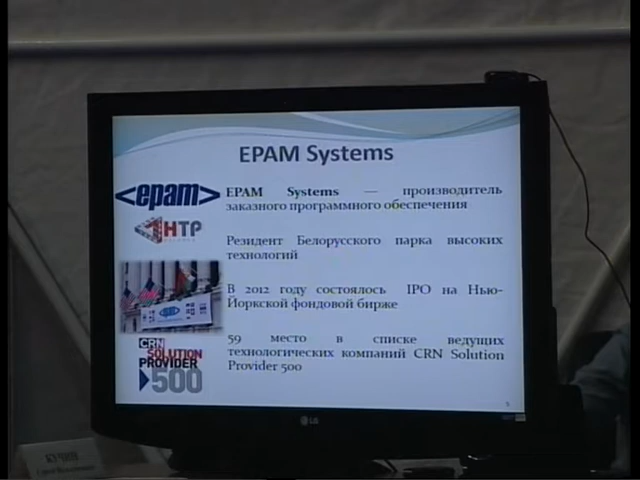 EPAM Systems
<epam>
EPAM Systems — производитель
заказного программного обеспечения
HTP
Резидент Белорусского парка высоких
технологий
В 2012 году состоялось IPO на Нью-
Йоркской фондовой бирже
CRN
SOLUTION
PROVIDER
500
59 место в списке ведущих
технологических компаний CRN Solution
Provider 500
LG